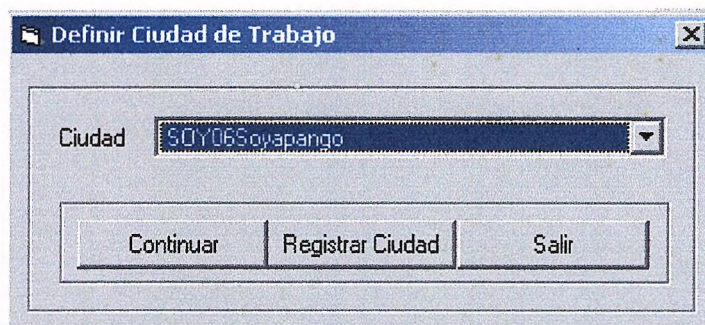 Definir Ciudad de Trabajo
Ciudad SOY06Soyapango
Continuar Registrar Ciudad Salir